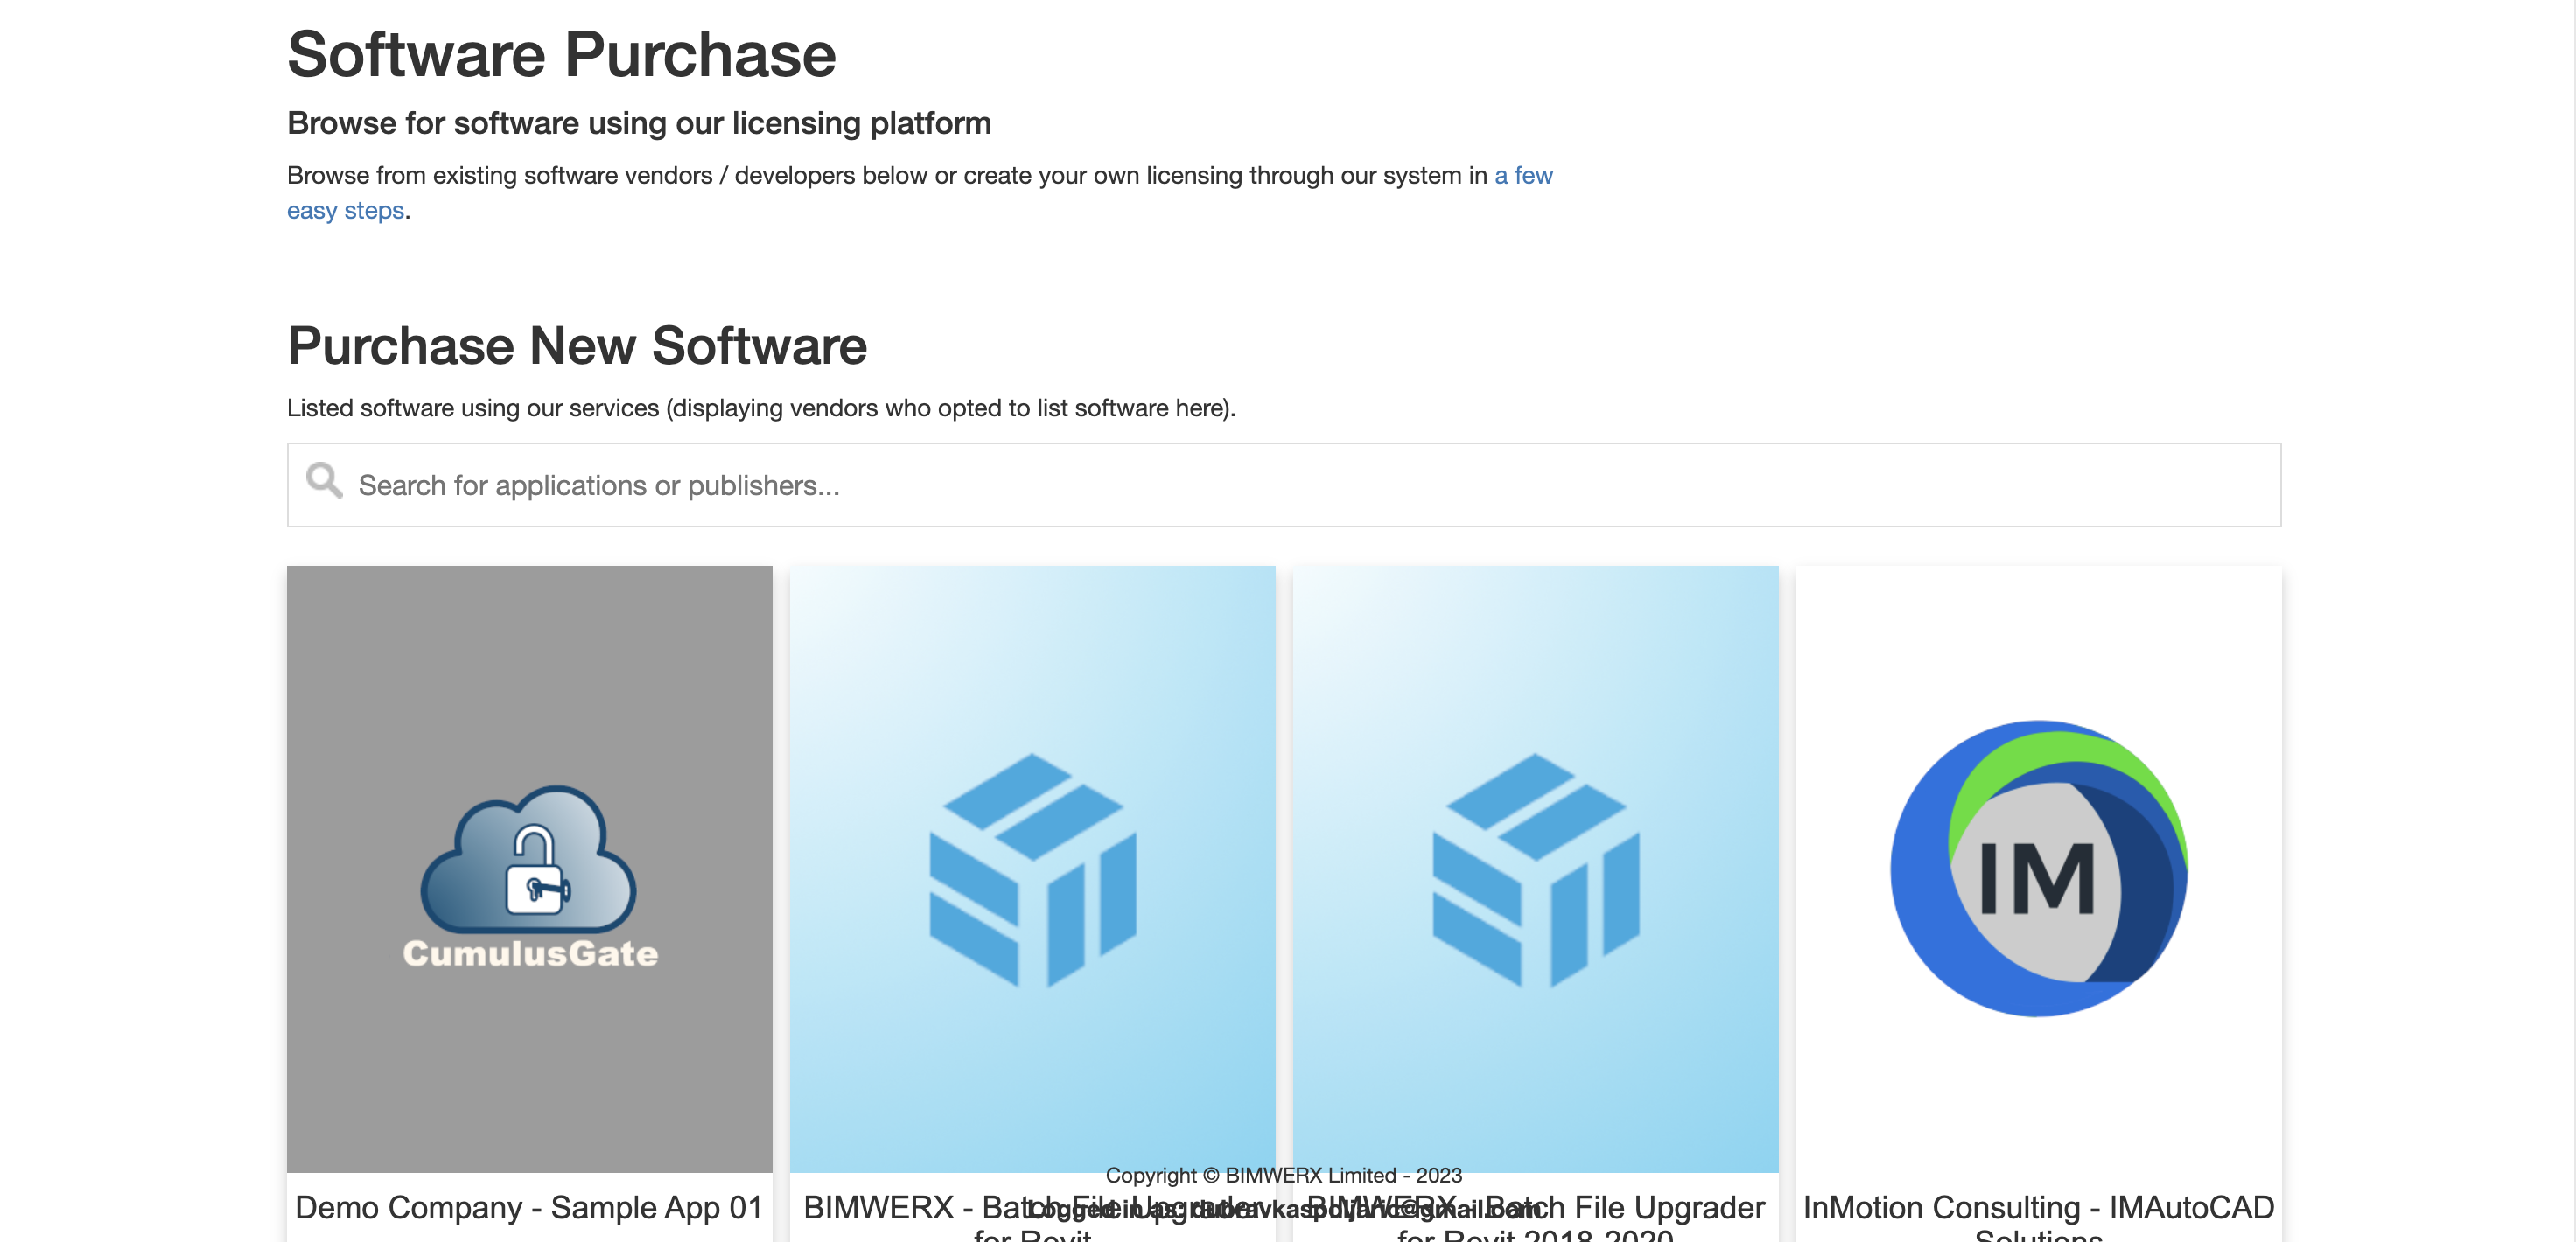 Software Purchase
Browse for software using our licensing platform
Browse from existing software vendors / developers below or create your own licensing through our system in a few
easy steps.
Purchase New Software
Listed software using our services (displaying vendors who opted to list software here).
Search for applications or publishers...
CumulusGate
IM
Copyright © BIMWERX Limited - 2023
Demo Company - Sample App 01
BIMWERX - Batch File Upgrader
for Revit
BIMWERX - Batch File Upgrader
for Revit 2018-2020
InMotion Consulting - IMAutoCAD
Solutions
Logged in as: